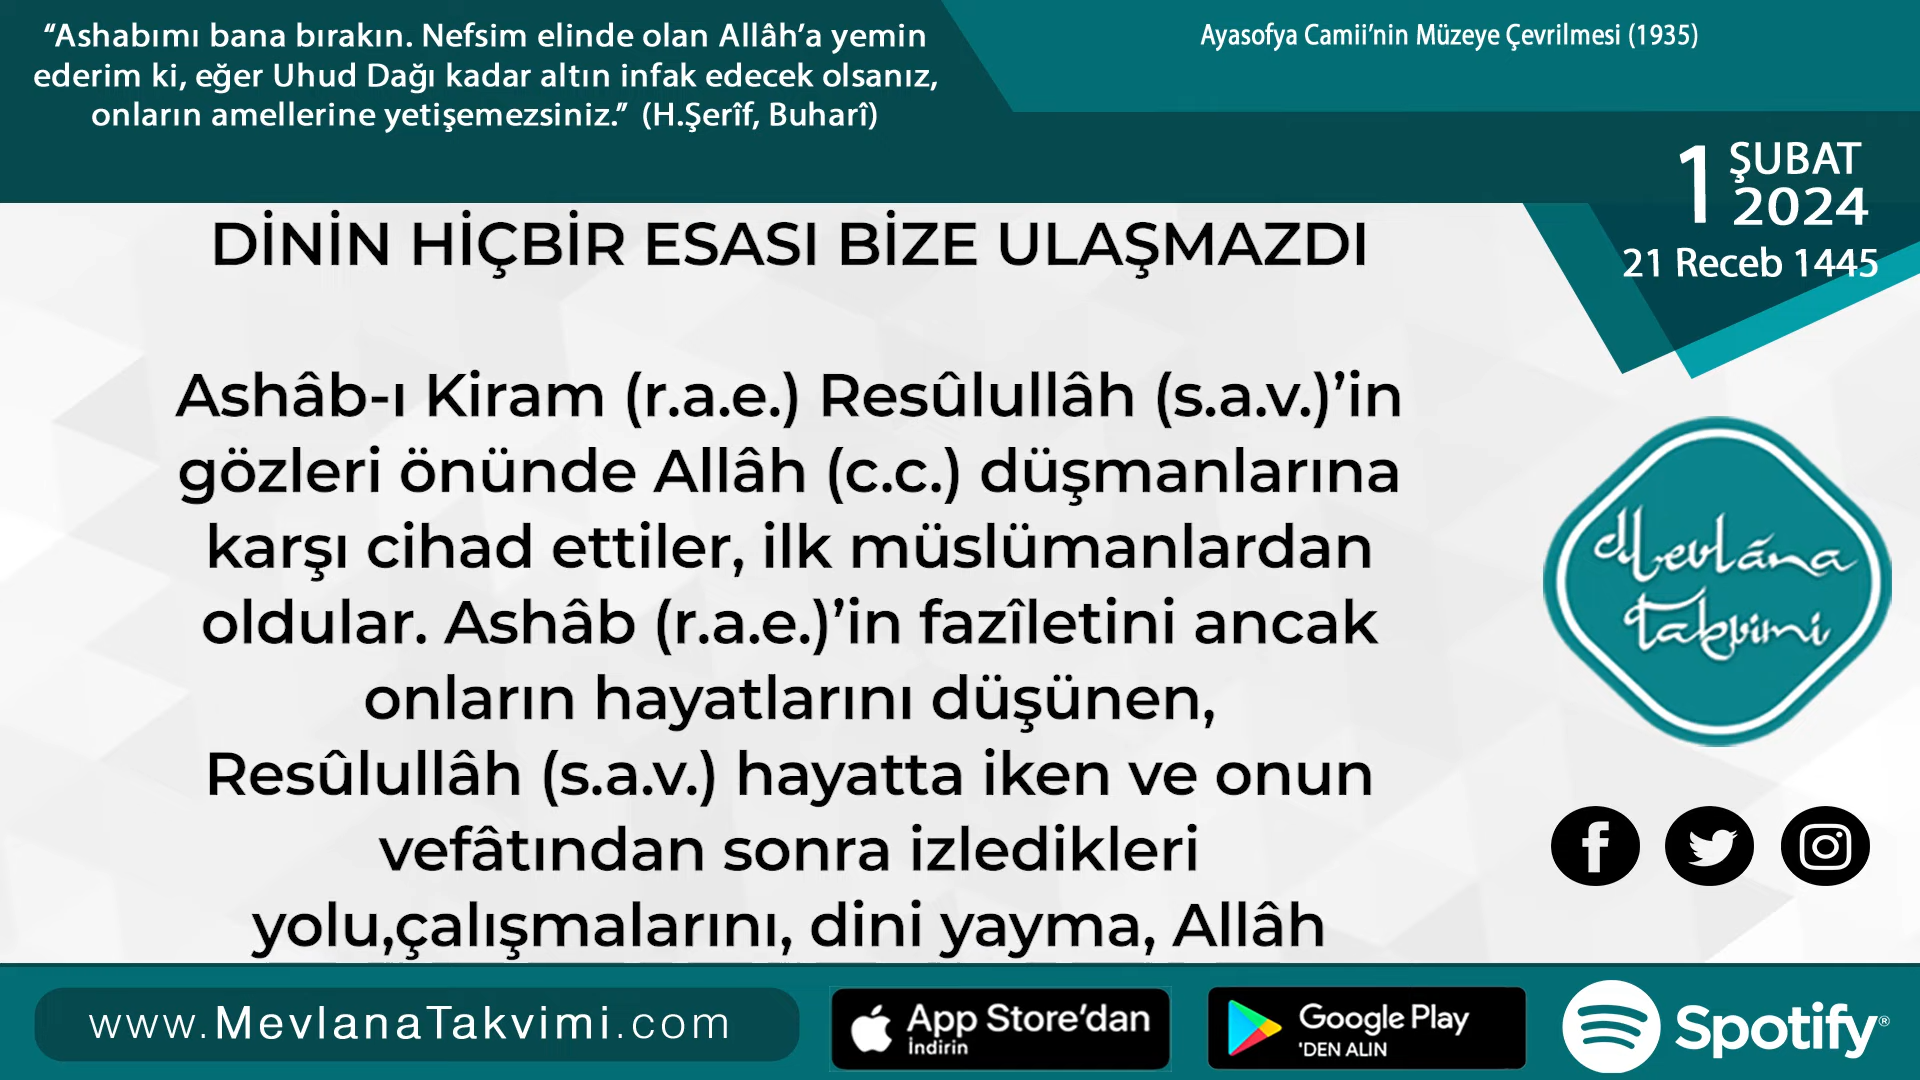 “Ashabımı bana bırakın. Nefsim elinde olan Allâh’a yemin
ederim ki, eğer Uhud Dağı kadar altın infak edecek olsanız,
onların amellerine yetişemezsiniz.” (H.Şerîf, Buharî)
Ayasofya Camii’nin Müzeye Çevrilmesi (1935)
1 ŞUBAT
2024
21 Receb 1445
DİNİN HİÇBİR ESASI BİZE ULAŞMAZDI
Ashâb-ı Kiram (r.a.e.) Resûlullâh (s.a.v.)’in
gözleri önünde Allâh (c.c.) düşmanlarına
karşı cihad ettiler, ilk müslümanlardan
oldular. Ashâb (r.a.e.)’in fazîletini ancak
onların hayatlarını düşünen,
Resûlullâh (s.a.v.) hayatta iken ve onun
vefâtından sonra izledikleri
yolu,çalışmalarını, dini yayma, Allâh
Mevlâna
Takvimi
www.MevlanaTakvimi.com
App Store’dan
İndirin
Google Play
'DEN ALIN
Spotify®